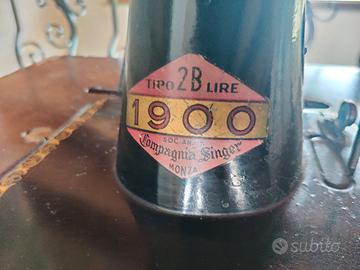 TIPO 2B LIRE
1900
SOC. AN.
Compagnia Singer
MONZA
subito